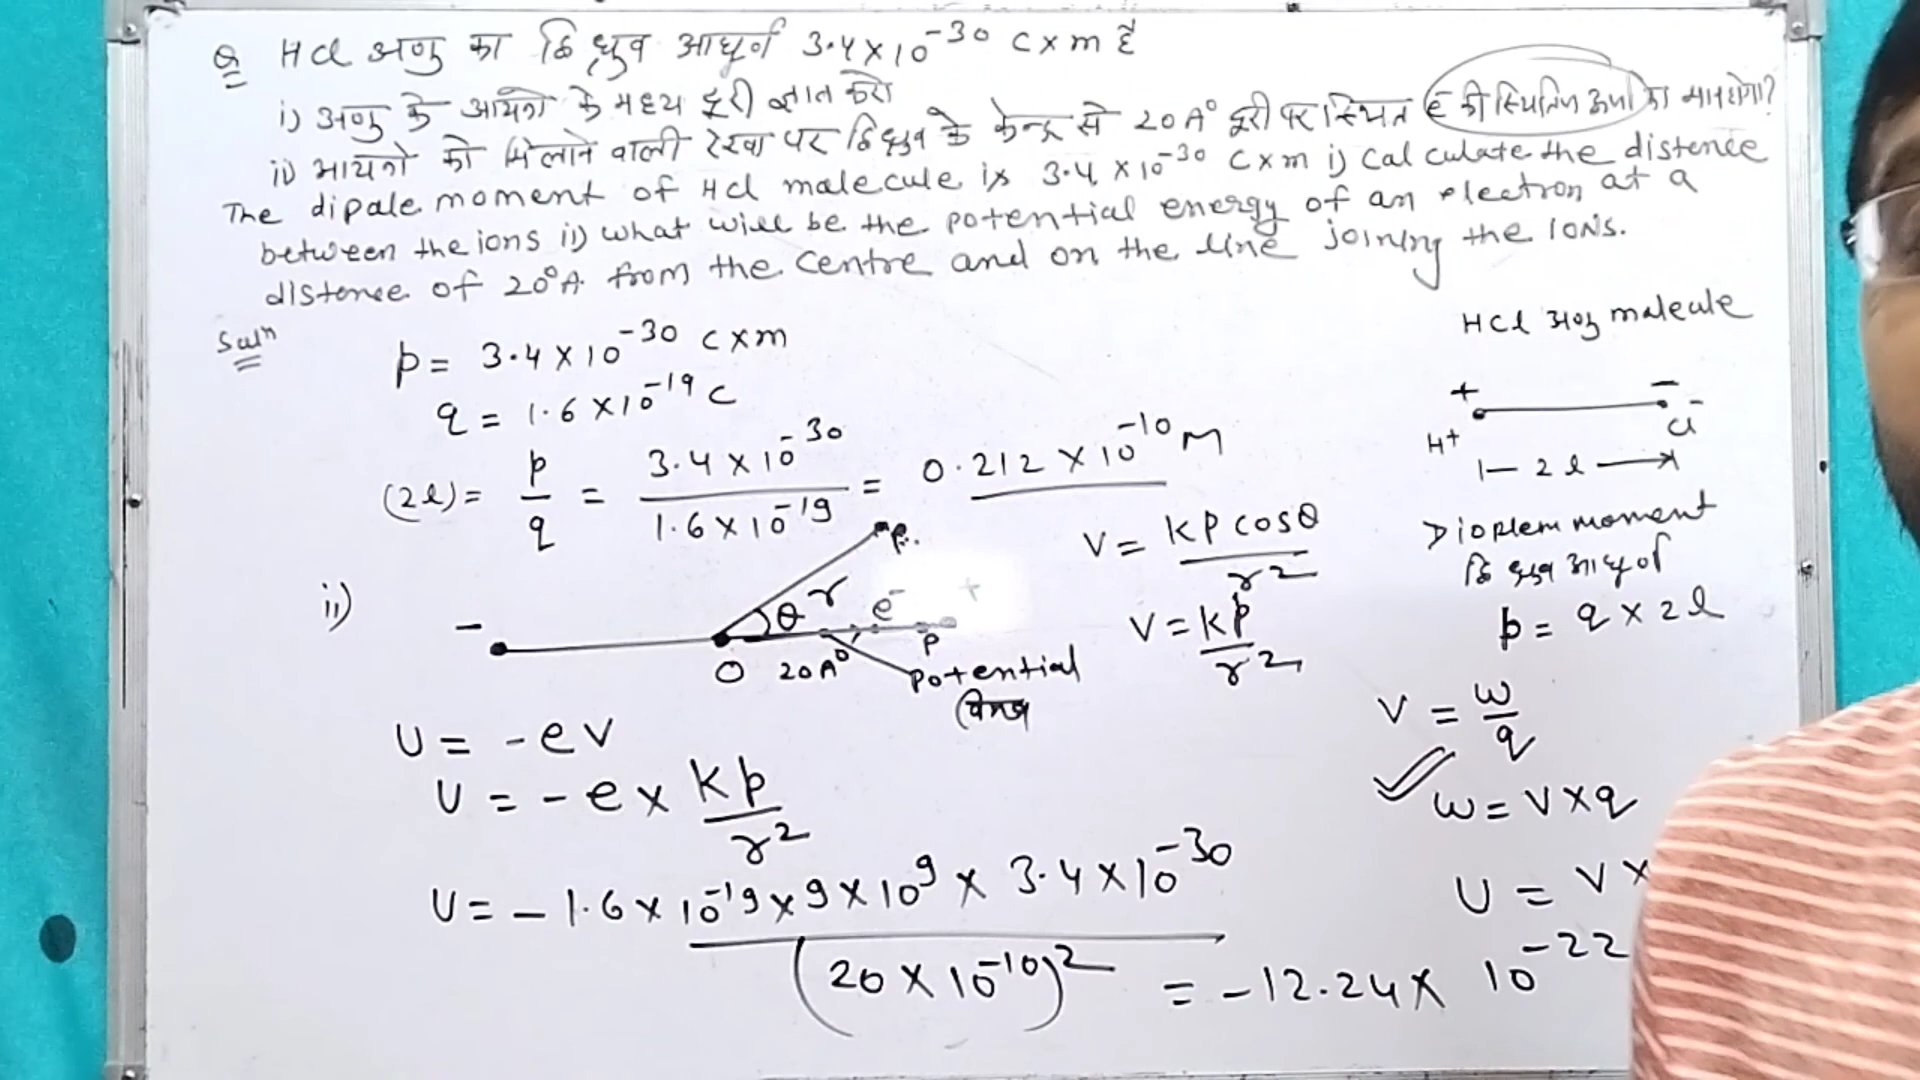 Q HCl अणु का द्विध्रुव आघूर्ण 3.4×10⁻³⁰ C×m है
i) अणु के आयनो के मध्य दूरी ज्ञात करो
ii) आयनो को मिलाने वाली रेखा पर द्विध्रुव के केन्द्र से 20A° दूरी पर स्थित e⁻ की स्थितिज ऊर्जा का मान होगा?
The dipale moment of HCl malecule is 3.4×10⁻³⁰ C×m i) Calculate the distence
between the ions ii) what will be the potential energy of an electron at a
distence of 20°A from the Centre and on the line joining the IONS.
Solⁿ
HCl अणु malecule
p = 3.4×10⁻³⁰ C×m
q = 1.6×10⁻¹⁹ C
+ −
H⁺ Cl⁻
|— 2l —→
(2l) = p/q = 3.4×10⁻³⁰ / 1.6×10⁻¹⁹ = 0.212×10⁻¹⁰ M
V = KP cosθ / r²
moment
द्विध्रुव आघूर्ण
p = q×2l
ii)
− O θ r P. 20A° e⁻ P +
potential
V = kp / r²
V = W/q
W = V×q
U = −eV
U = −e × kp / r²
U = V×
U = −1.6×10⁻¹⁹×9×10⁹×3.4×10⁻³⁰ / (20×10⁻¹⁰)² = −12.24×10⁻²²